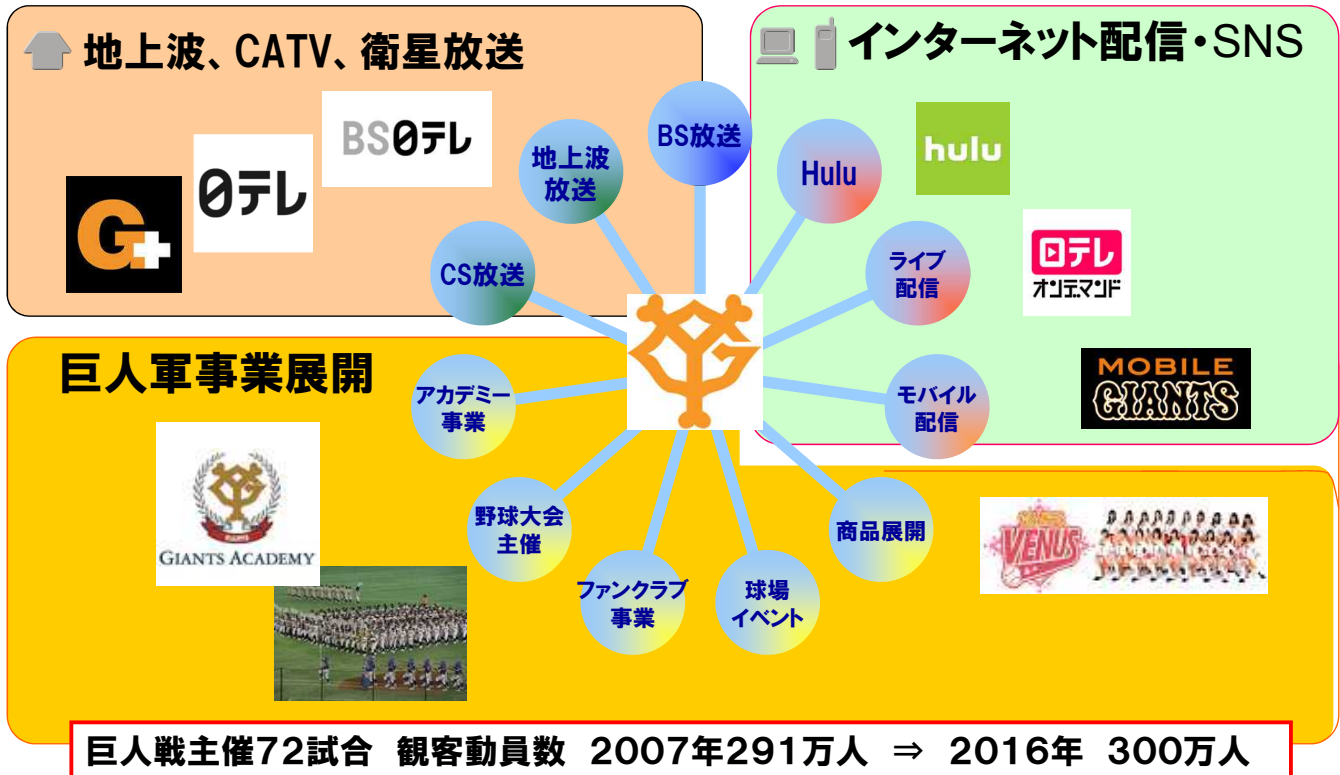 地上波、CATV、衛星放送
インターネット配信・SNS
BS日テレ
日テレ
G+
地上波
放送
BS放送
Hulu
hulu
CS放送
ライブ
配信
日テレ
オンデマンド
巨人軍事業展開
アカデミー
事業
モバイル
配信
MOBILE
GIANTS
GIANTS ACADEMY
野球大会
主催
商品展開
VENUS
ファンクラブ
事業
球場
イベント
巨人戦主催72試合 観客動員数 2007年291万人 ⇒ 2016年 300万人